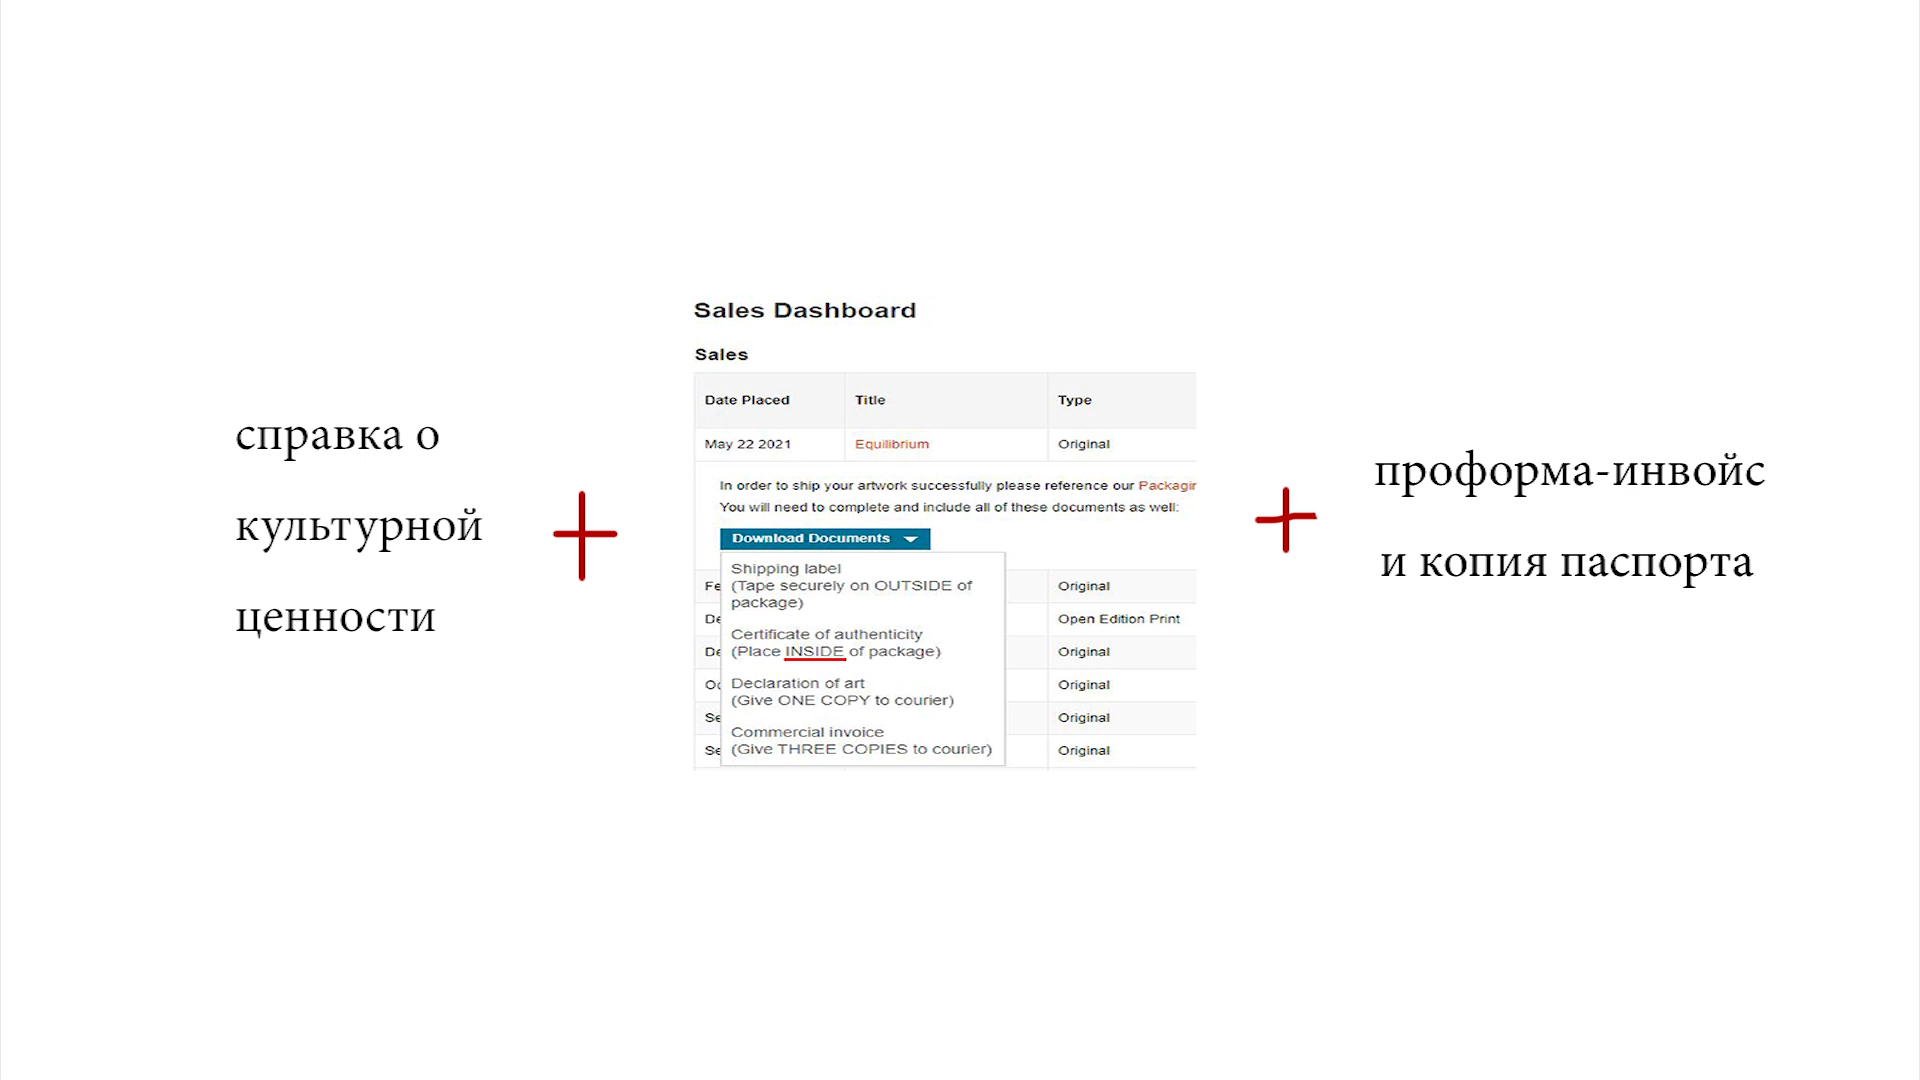 справка о
культурной
ценности
Sales Dashboard
Sales
Date Placed Title Type
May 22 2021 Equilibrium Original
In order to ship your artwork successfully please reference our
You will need to complete and include all of these documents as well:
Download Documents
Shipping label
(Tape securely on OUTSIDE of
package)
Certificate of authenticity
(Place INSIDE of package)
Declaration of art
(Give ONE COPY to courier)
Commercial invoice
(Give THREE COPIES to courier)
Original
Open Edition Print
Original
Original
Original
Original
проформа-инвойс
и копия паспорта